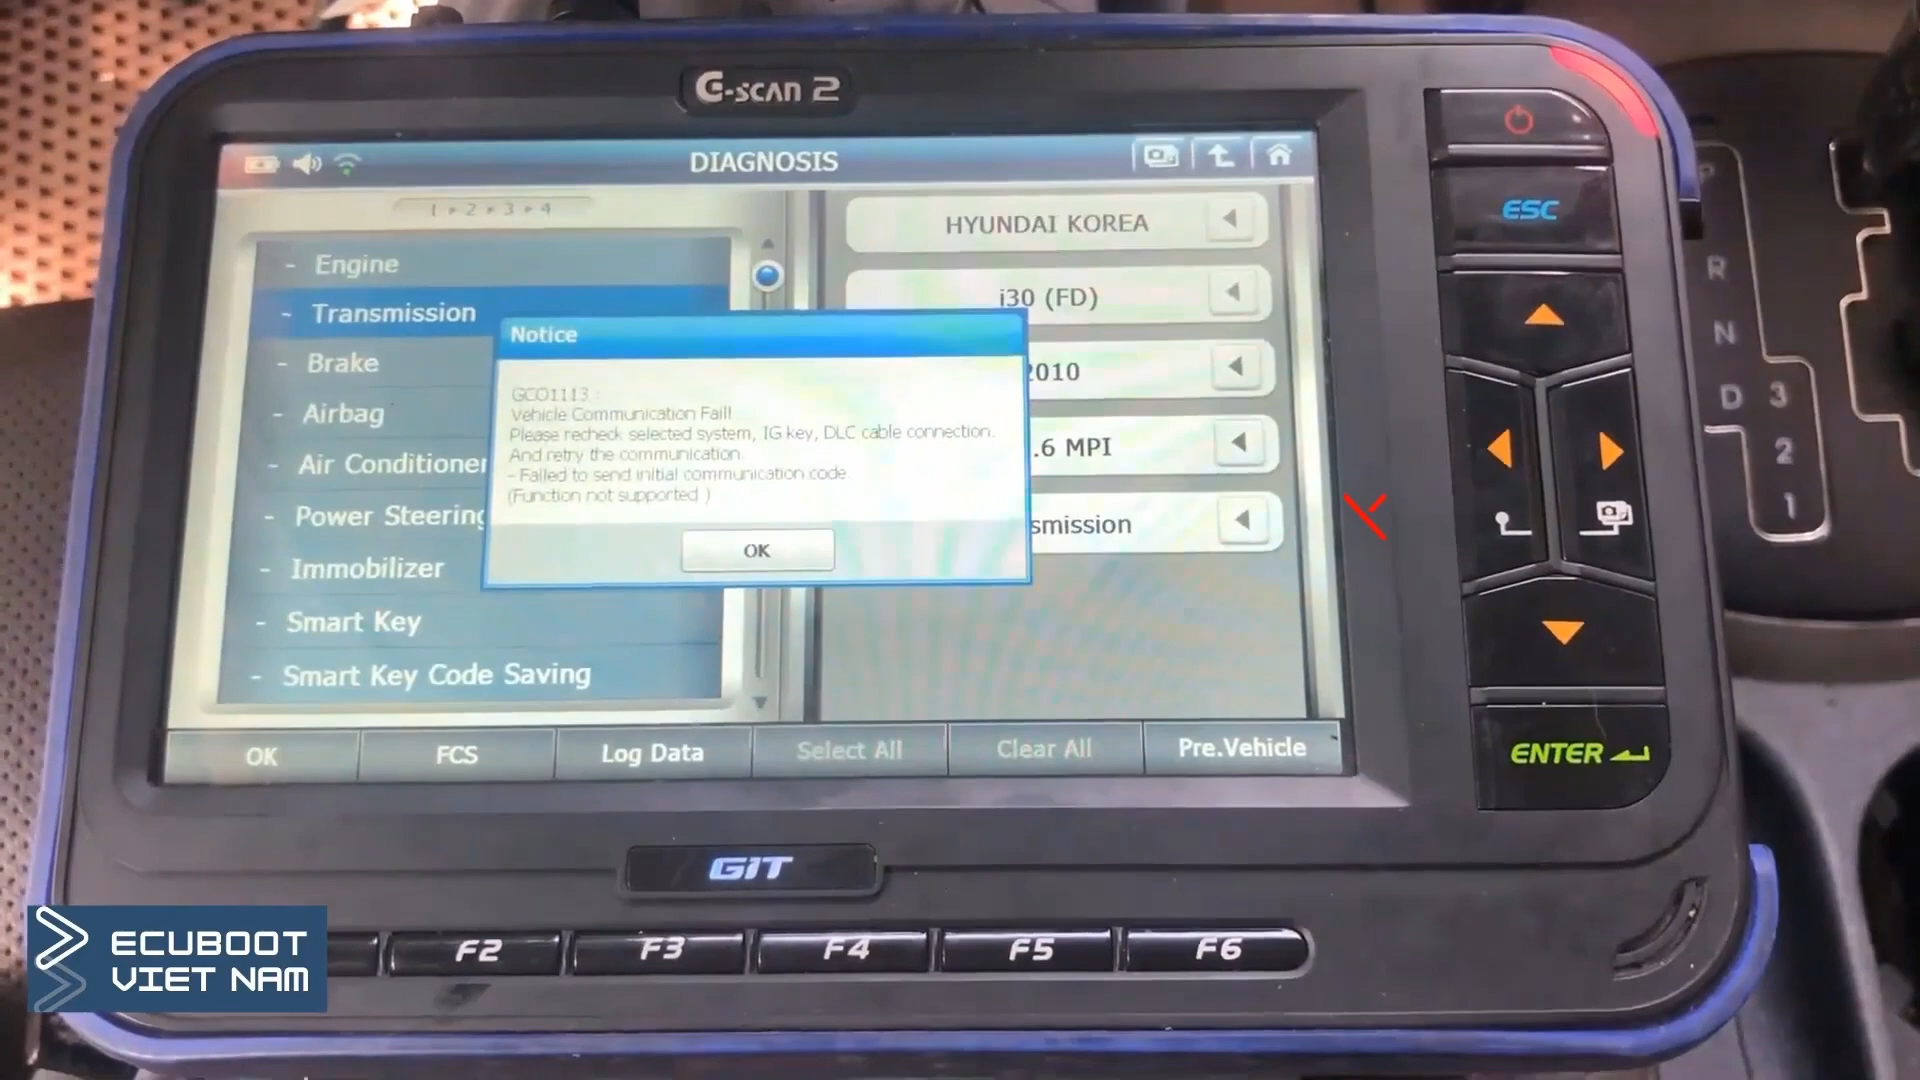 G-scan 2
DIAGNOSIS
1 2 3 4
- Engine
- Transmission
- Brake
- Airbag
- Air Conditioner
- Power Steering
- Immobilizer
- Smart Key
- Smart Key Code Saving
HYUNDAI KOREA
i30 (FD)
2010
.6 MPI
smission
Notice
GCO1113 :
Vehicle Communication Fail!
Please recheck selected system, IG key, DLC cable connection.
And retry the communication.
- Failed to send initial communication code
(Function not supported )
OK
OK
FCS
Log Data
Select All
Clear All
Pre.Vehicle
ESC
ENTER
GIT
F2
F3
F4
F5
F6
P
R
N
D
3
2
1
ECUBOOT
VIET NAM